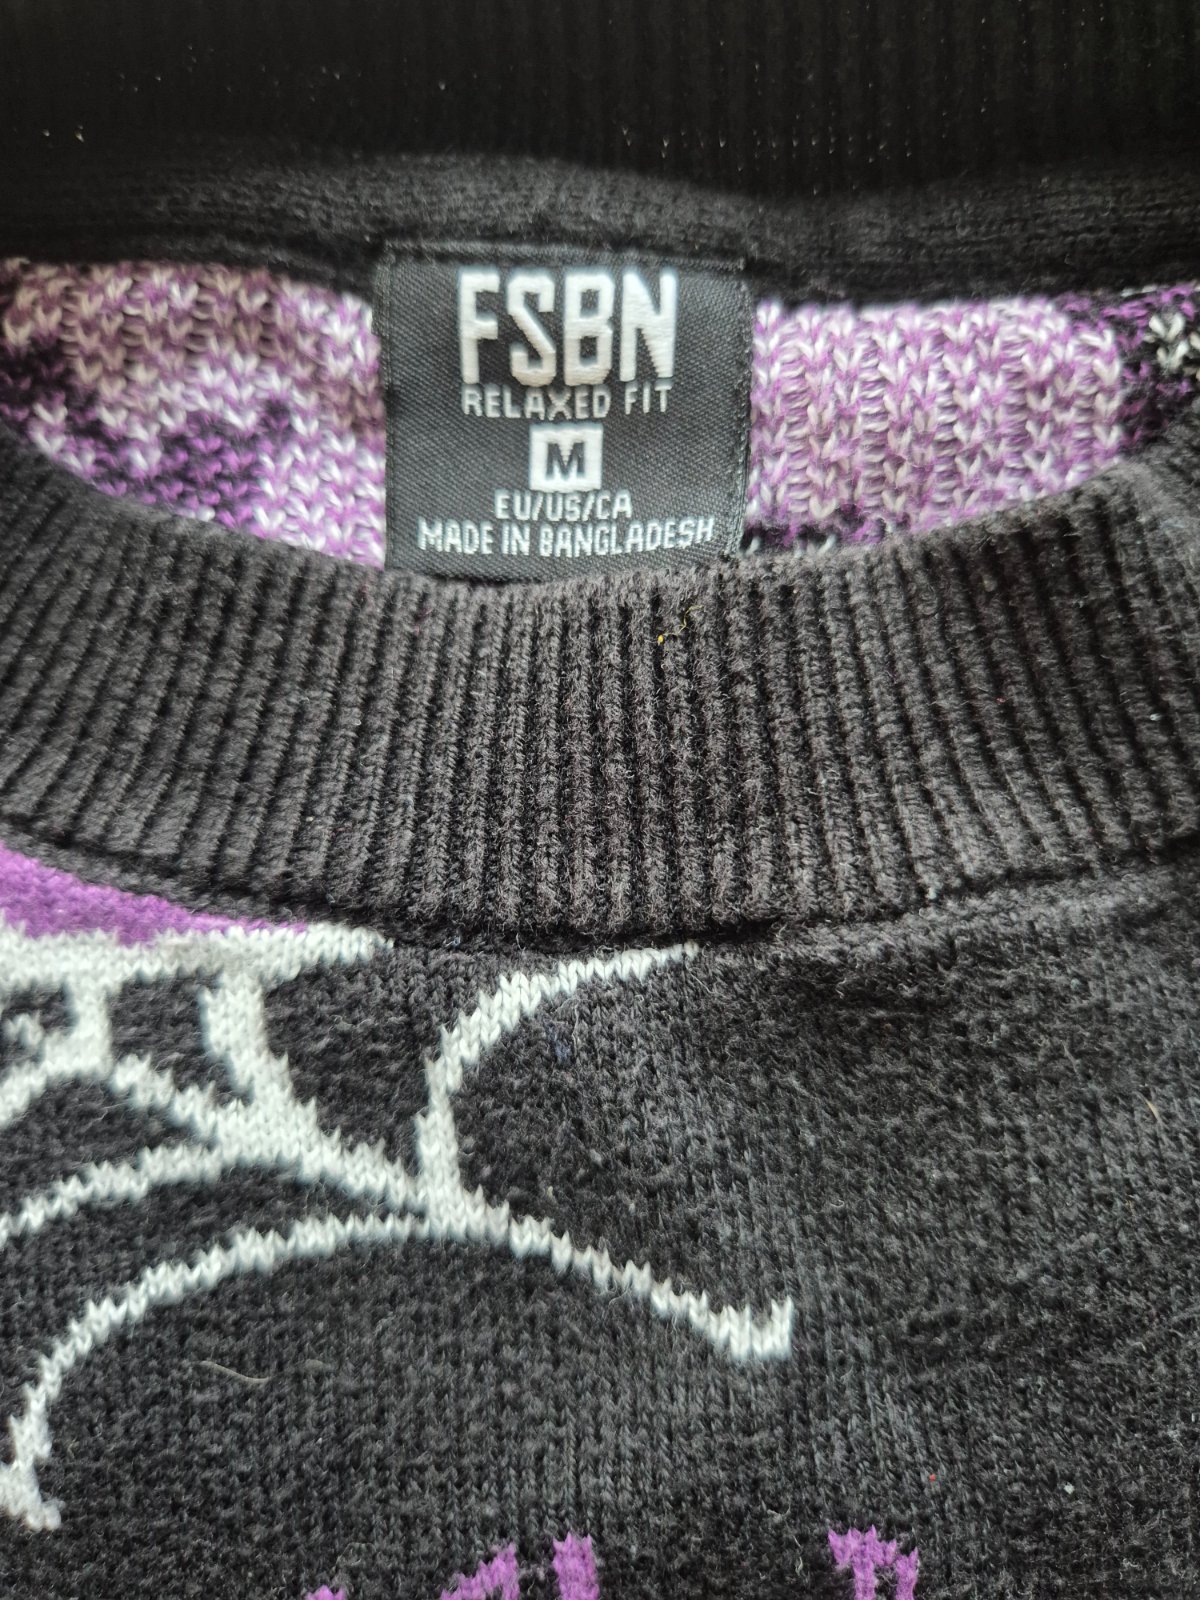 FSBN
RELAXED FIT
M
EU/US/CA
MADE IN BANGLADESH